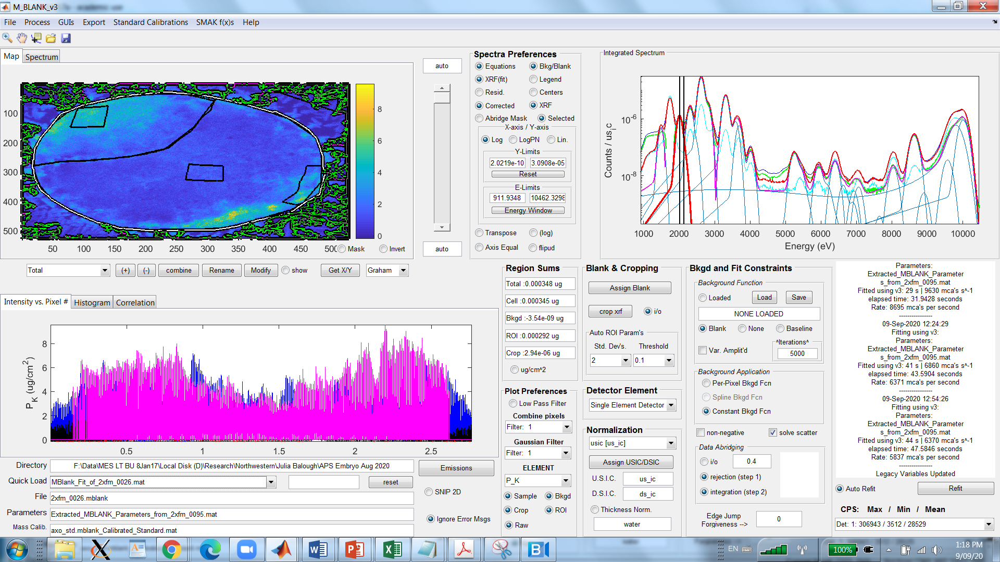 M_BLANK_v3
File Process GUIs Export Standard Calibrations SMAK f(x)s Help
Map Spectrum
100
200
300
400
500
50 100 150 200 250 300 350 400 450 500
8
6
4
2
0
Mask Invert
auto
auto
Total (+) (-) combine Rename Modify show Get X/Y Graham
Spectra Preferences
Equations Bkg/Blank
XRF(fit) Legend
Resid. Centers
Corrected XRF
Abridge Mask Selected
X-axis / Y-axis
Log LogPN Lin.
Y-Limits
2.0219e-10 3.0908e-05
Reset
E-Limits
911.9348 10462.3298
Energy Window
Transpose (log)
Axis Equal flipud
Integrated Spectrum
Counts / us_ic
10^-6
10^-8
1000 2000 3000 4000 5000 6000 7000 8000 9000 10000
Energy (eV)
Intensity vs. Pixel # Histogram Correlation
P_K (ug/cm^2)
8
6
4
2
0
0.5 1 1.5 2 2.5
Directory F:\Data\MES LT BU 8Jan17\Local Disk (D)\Research\Northwestern\Julia Balough\APS Embryo Aug 2020
Quick Load MBlank_Fit_of_2xfm_0026.mat reset
File 2xfm_0026.mblank
Parameters Extracted_MBLANK_Parameters_from_2xfm_0095.mat
Mass Calib. axo_std.mblank_Calibrated_Standard.mat
Emissions
SNIP 2D
Ignore Error Msgs
Region Sums
Total :0.000348 ug
Cell :0.000345 ug
Bkgd :-3.54e-09 ug
ROI :0.000292 ug
Crop :2.94e-06 ug
ug/cm^2
Plot Preferences
Low Pass Filter
Combine pixels
Filter: 1
Gaussian Filter
Filter: 1
ELEMENT
P_K
Sample Bkgd
Crop ROI
Raw
Blank & Cropping
Assign Blank
crop xrf i/o
Auto ROI Param's
Std. Dev's. Threshold
2 0.1
Detector Element
Single Element Detector
Normalization
usic [us_ic]
Assign USIC/DSIC
U.S.I.C. us_ic
D.S.I.C. ds_ic
Thickness Norm.
water
Bkgd and Fit Constraints
Background Function
Loaded Load Save
NONE LOADED
Blank None Baseline
Var. Amplit'd ^Iterations^
5000
Background Application
Per-Pixel Bkgd Fcn
Spline Bkgd Fcn
Constant Bkgd Fcn
non-negative solve scatter
Data Abridging
i/o 0.4
rejection (step 1)
integration (step 2)
Edge Jump
Forgiveness --> 0
Parameters:
Extracted_MBLANK_Parameter
s_from_2xfm_0095.mat
Fitted using v3: 29 s | 9630 mca's s^-1
elapsed time: 31.9428 seconds
Rate: 8695 mca's per second
----------------
09-Sep-2020 12:24:29
Fitting using v3:
Parameters:
Extracted_MBLANK_Parameter
s_from_2xfm_0095.mat
Fitted using v3: 41 s | 6860 mca's s^-1
elapsed time: 43.5904 seconds
Rate: 6371 mca's per second
----------------
09-Sep-2020 12:54:26
Fitting using v3:
Parameters:
Extracted_MBLANK_Parameter
s_from_2xfm_0095.mat
Fitted using v3: 44 s | 6370 mca's s^-1
elapsed time: 47.5846 seconds
Rate: 5837 mca's per second
----------------
Legacy Variables Updated
Auto Refit Refit
CPS: Max / Min / Mean
Det: 1: 306943 / 3512 / 28529
EN 100% 1:18 PM
9/09/20